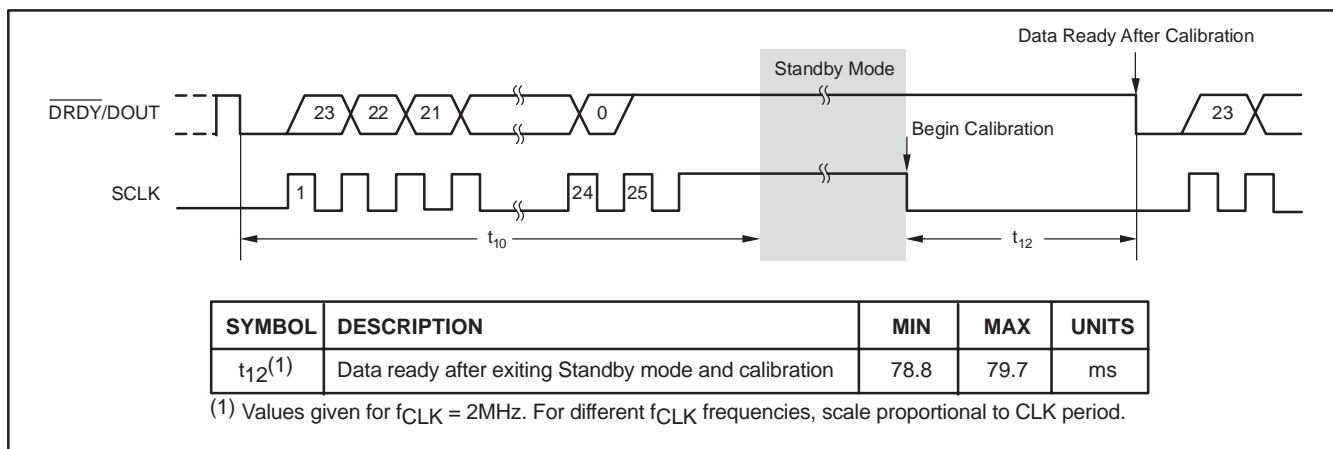 Data Ready After Calibration
Standby Mode
DRDY/DOUT
23 22 21 0 23
Begin Calibration
SCLK
1 24 25
t10 t12
SYMBOL DESCRIPTION MIN MAX UNITS
t12(1) Data ready after exiting Standby mode and calibration 78.8 79.7 ms
(1) Values given for fCLK = 2MHz. For different fCLK frequencies, scale proportional to CLK period.